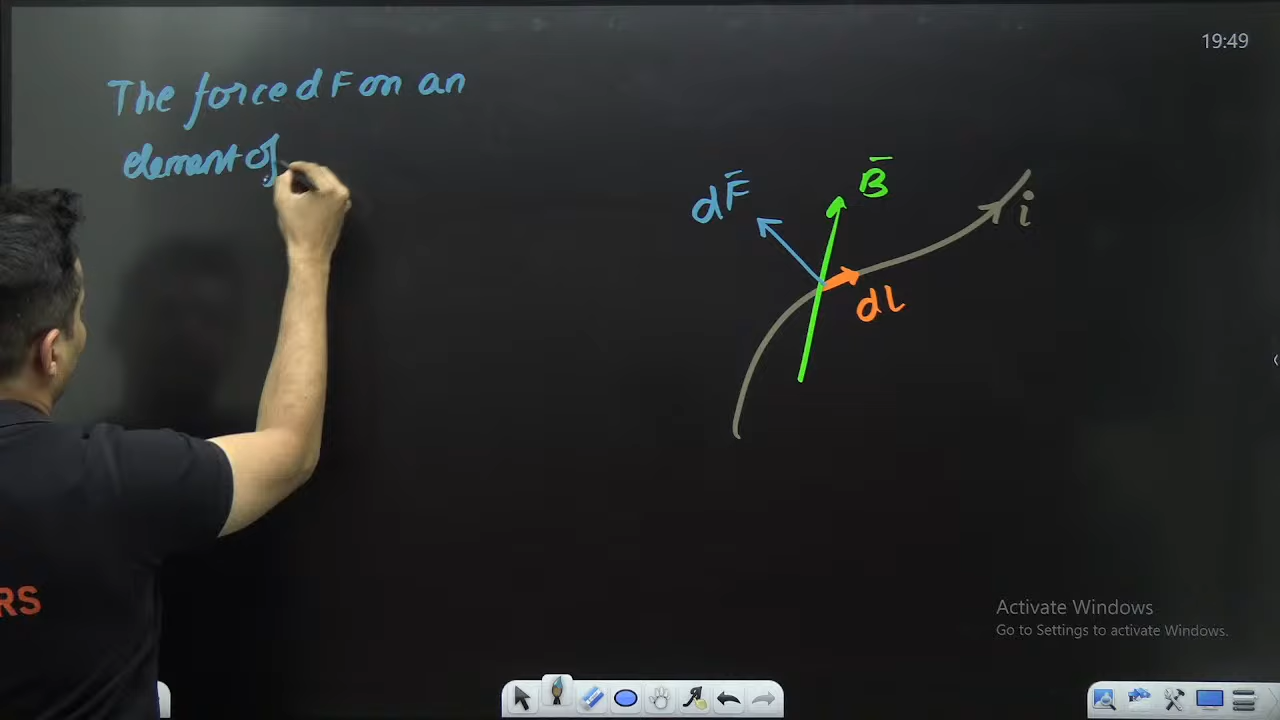 19:49
The force dF on an
element of
dF̄
B̄
i
dl
RS
Activate Windows
Go to Settings to activate Windows.